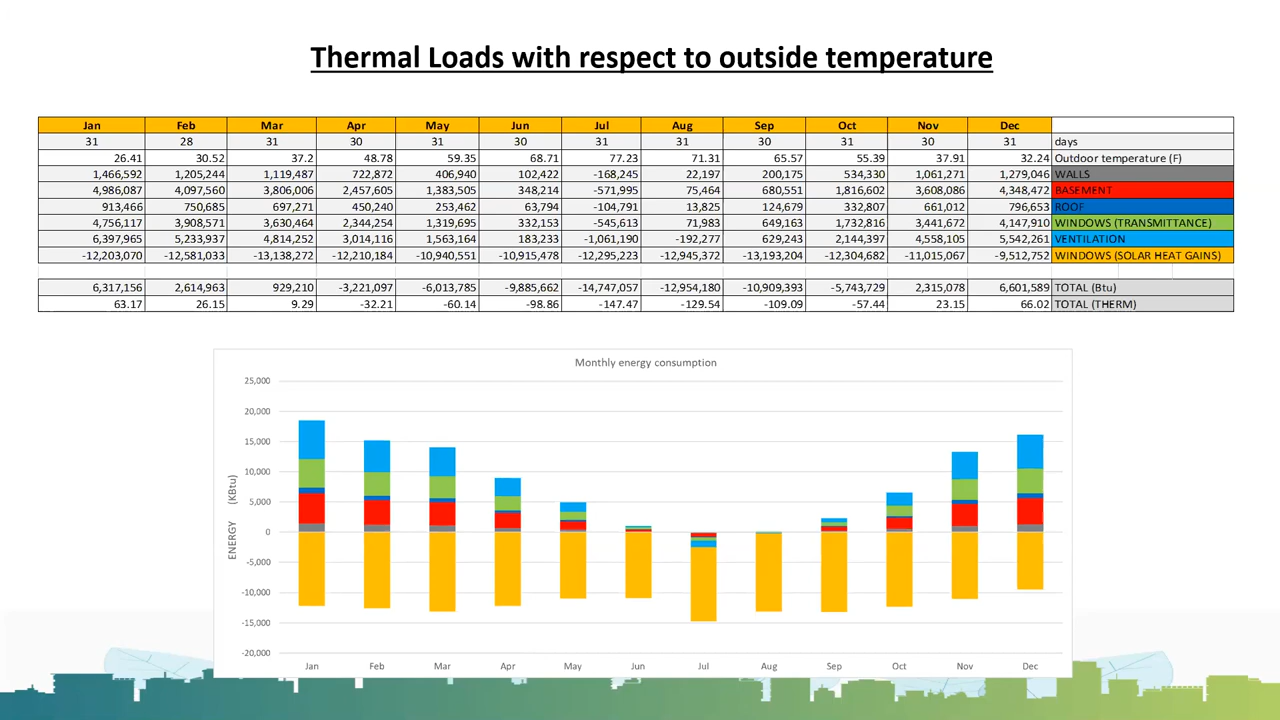 Thermal Loads with respect to outside temperature
Jan Feb Mar Apr May Jun Jul Aug Sep Oct Nov Dec
31 28 31 30 31 30 31 31 30 31 30 31 days
26.41 30.52 37.2 48.78 59.35 68.71 77.23 71.31 65.57 55.39 37.91 32.24 Outdoor temperature (F)
1,466,592 1,205,244 1,119,487 722,872 406,940 102,422 -168,245 22,197 200,175 534,330 1,061,271 1,279,046 WALLS
4,986,087 4,097,560 3,806,006 2,457,605 1,383,505 348,214 -571,995 75,464 680,551 1,816,602 3,608,086 4,348,472 BASEMENT
913,466 750,685 697,271 450,240 253,462 63,794 -104,791 13,825 124,679 332,807 661,012 796,653 ROOF
4,756,117 3,908,571 3,630,464 2,344,254 1,319,695 332,153 -545,613 71,983 649,163 1,732,816 3,441,672 4,147,910 WINDOWS (TRANSMITTANCE)
6,397,965 5,233,937 4,814,252 3,014,116 1,563,164 183,233 -1,061,190 -192,277 629,243 2,144,397 4,558,105 5,542,261 VENTILATION
-12,203,070 -12,581,033 -13,138,272 -12,210,184 -10,940,551 -10,915,478 -12,295,223 -12,945,372 -13,193,204 -12,304,682 -11,015,067 -9,512,752 WINDOWS (SOLAR HEAT GAINS)
6,317,156 2,614,963 929,210 -3,221,097 -6,013,785 -9,885,662 -14,747,057 -12,954,180 -10,909,393 -5,743,729 2,315,078 6,601,589 TOTAL (Btu)
63.17 26.15 9.29 -32.21 -60.14 -98.86 -147.47 -129.54 -109.09 -57.44 23.15 66.02 TOTAL (THERM)
Monthly energy consumption
ENERGY (KBtu)
25,000
20,000
15,000
10,000
5,000
0
-5,000
-10,000
-15,000
-20,000
Jan Feb Mar Apr May Jun Jul Aug Sep Oct Nov Dec